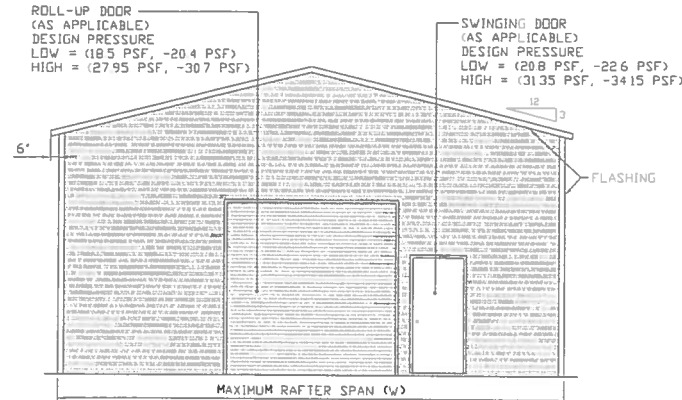 ROLL-UP DOOR
(AS APPLICABLE)
DESIGN PRESSURE
LOW = (18.5 PSF, -20.4 PSF)
HIGH = (27.95 PSF, -30.7 PSF)
SWINGING DOOR
(AS APPLICABLE)
DESIGN PRESSURE
LOW = (20.8 PSF, -22.6 PSF)
HIGH = (31.35 PSF, -34.15 PSF)
12
3
6"
FLASHING
MAXIMUM RAFTER SPAN (W)